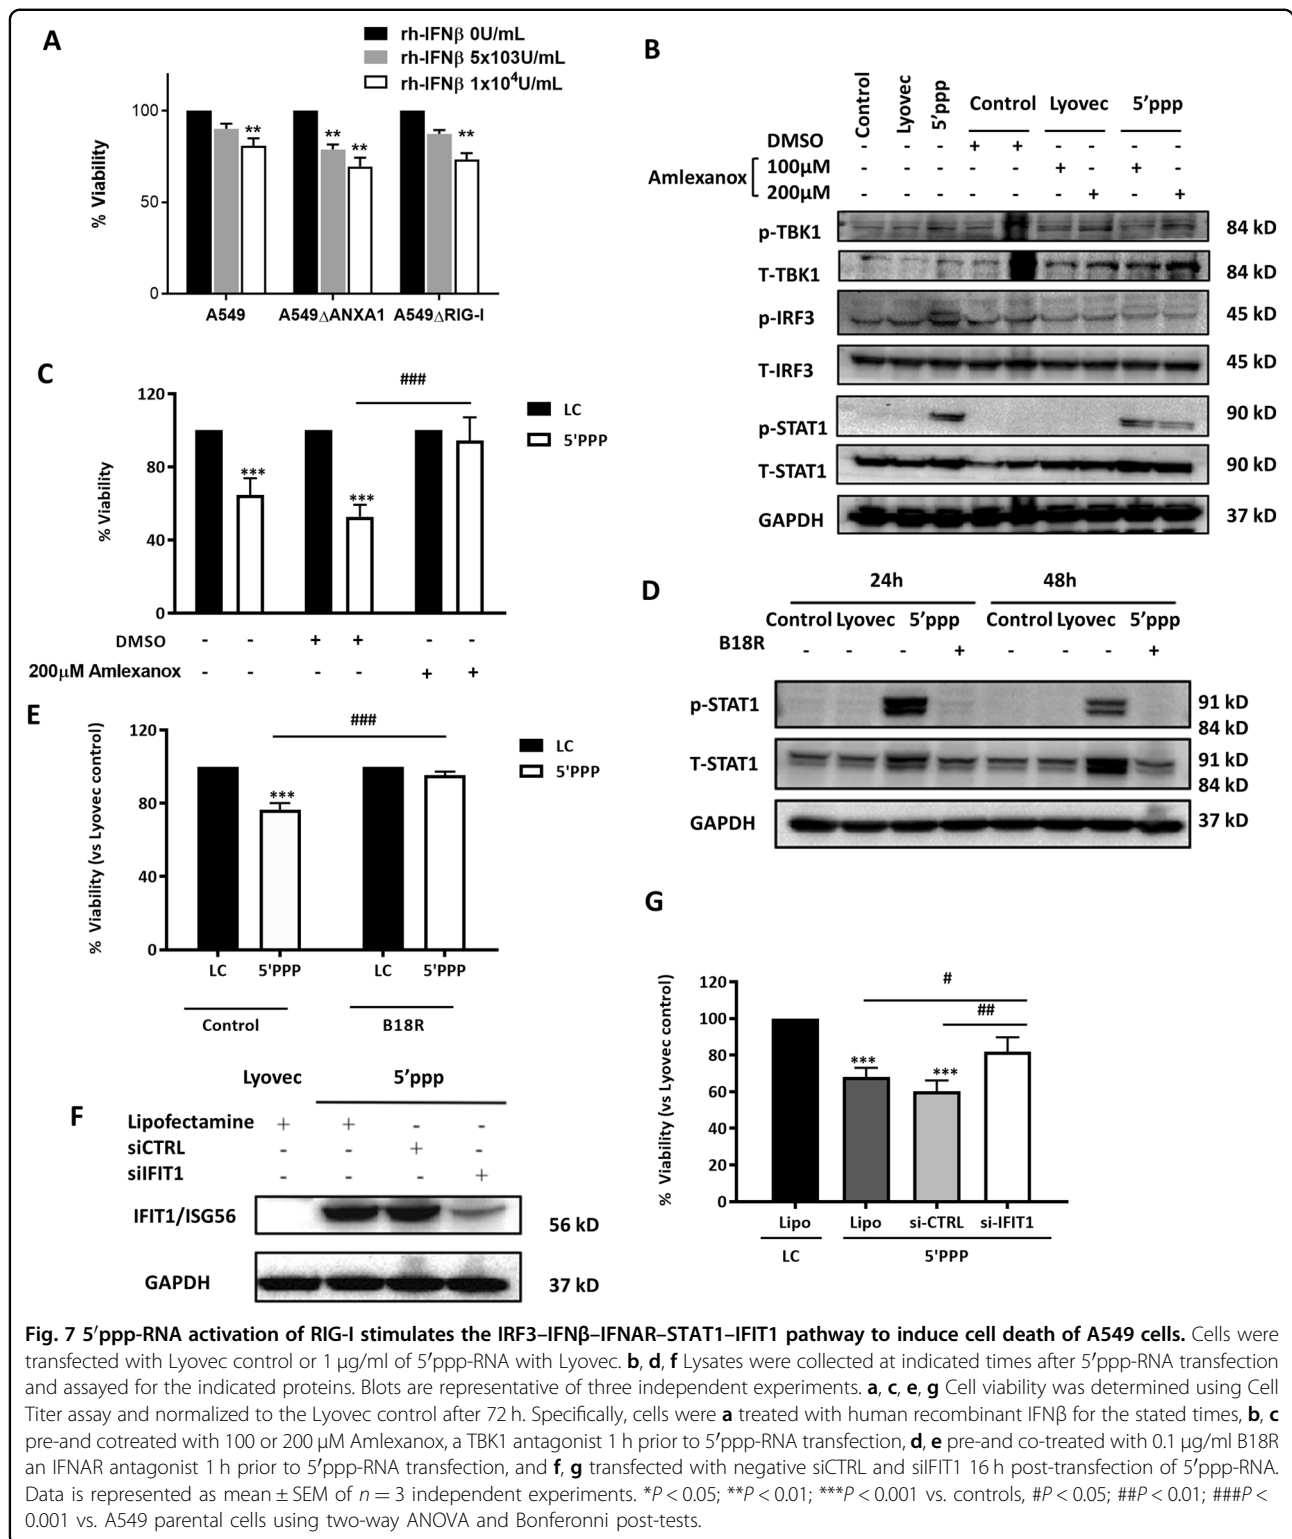 A
rh-IFNβ 0U/mL
rh-IFNβ 5x103U/mL
rh-IFNβ 1x10⁴U/mL
% Viability
100
50
0
**
**
**
**
A549 A549△ANXA1 A549△RIG-I
B
Control
Lyovec
5'ppp
Control Lyovec 5'ppp
DMSO - - - + + - - - -
Amlexanox
100µM - - - - - + - + -
200µM - - - - - - + - +
p-TBK1 84 kD
T-TBK1 84 kD
p-IRF3 45 kD
T-IRF3 45 kD
p-STAT1 90 kD
T-STAT1 90 kD
GAPDH 37 kD
C
% Viability
120
80
40
0
***
***
###
LC
5'PPP
DMSO - - + + - -
200µM Amlexanox - - - - + +
D
24h 48h
Control Lyovec 5'ppp Control Lyovec 5'ppp
B18R - - - + - - - +
p-STAT1 91 kD
84 kD
T-STAT1 91 kD
84 kD
GAPDH 37 kD
E
% Viability (vs Lyovec control)
120
80
40
0
***
###
LC
5'PPP
LC 5'PPP LC 5'PPP
Control B18R
F
Lyovec 5'ppp
Lipofectamine + + - -
siCTRL - - + -
siIFIT1 - - - +
IFIT1/ISG56 56 kD
GAPDH 37 kD
G
% Viability (vs Lyovec control)
120
100
80
60
40
20
0
***
***
#
##
Lipo Lipo si-CTRL si-IFIT1
LC 5'PPP
Fig. 7 5′ppp-RNA activation of RIG-I stimulates the IRF3–IFNβ–IFNAR–STAT1–IFIT1 pathway to induce cell death of A549 cells. Cells were
transfected with Lyovec control or 1 µg/ml of 5′ppp-RNA with Lyovec. b, d, f Lysates were collected at indicated times after 5′ppp-RNA transfection
and assayed for the indicated proteins. Blots are representative of three independent experiments. a, c, e, g Cell viability was determined using Cell
Titer assay and normalized to the Lyovec control after 72 h. Specifically, cells were a treated with human recombinant IFNβ for the stated times, b, c
pre-and cotreated with 100 or 200 µM Amlexanox, a TBK1 antagonist 1 h prior to 5′ppp-RNA transfection, d, e pre-and co-treated with 0.1 µg/ml B18R
an IFNAR antagonist 1 h prior to 5′ppp-RNA transfection, and f, g transfected with negative siCTRL and siIFIT1 16 h post-transfection of 5′ppp-RNA.
Data is represented as mean ± SEM of n = 3 independent experiments. *P < 0.05; **P < 0.01; ***P < 0.001 vs. controls, #P < 0.05; ##P < 0.01; ###P <
0.001 vs. A549 parental cells using two-way ANOVA and Bonferonni post-tests.